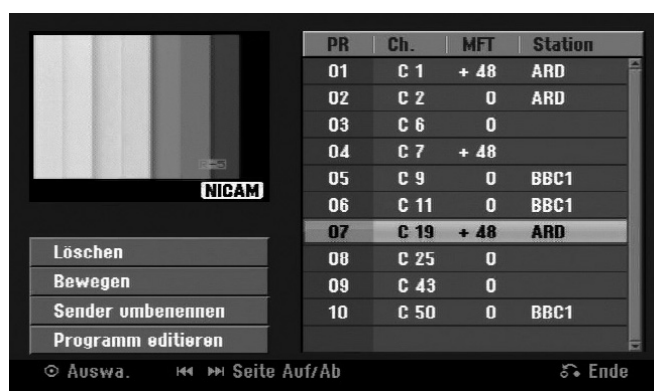 PR Ch. MFT Station
01 C 1 + 48 ARD
02 C 2 0 ARD
03 C 6 0
04 C 7 + 48
05 C 9 0 BBC1
06 C 11 0 BBC1
07 C 19 + 48 ARD
08 C 25 0
09 C 43 0
10 C 50 0 BBC1
NICAM
Löschen
Bewegen
Sender umbenennen
Programm editieren
Auswa. Seite Auf/Ab Ende